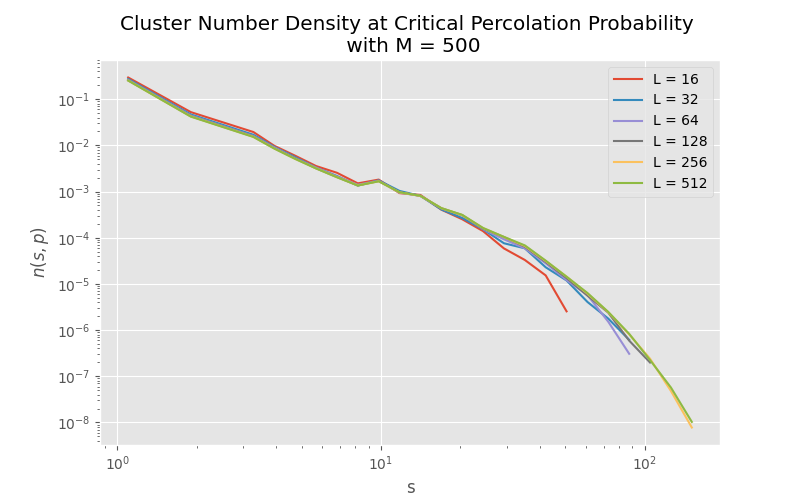 Cluster Number Density at Critical Percolation Probability
with M = 500
n(s, p)
10⁻¹
10⁻²
10⁻³
10⁻⁴
10⁻⁵
10⁻⁶
10⁻⁷
10⁻⁸
L = 16
L = 32
L = 64
L = 128
L = 256
L = 512
10⁰
10¹
10²
s